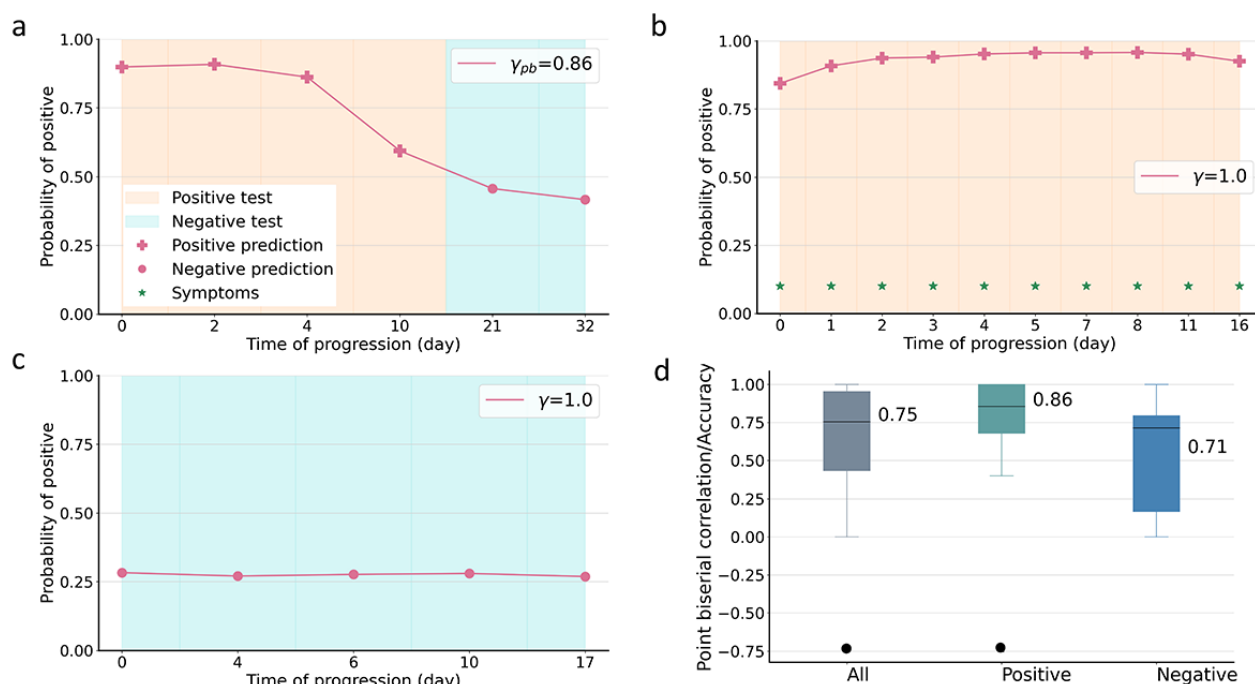 a
1.00
0.75
0.50
0.25
0.00
Probability of positive
γpb=0.86
Positive test
Negative test
Positive prediction
Negative prediction
Symptoms
0 2 4 10 21 32
Time of progression (day)
b
1.00
0.75
0.50
0.25
0.00
Probability of positive
γ=1.0
0 1 2 3 4 5 7 8 11 16
Time of progression (day)
c
1.00
0.75
0.50
0.25
0.00
Probability of positive
γ=1.0
0 4 6 10 17
Time of progression (day)
d
1.00
0.75
0.50
0.25
0.00
−0.25
−0.50
−0.75
Point biserial correlation/Accuracy
0.75
0.86
0.71
All Positive Negative